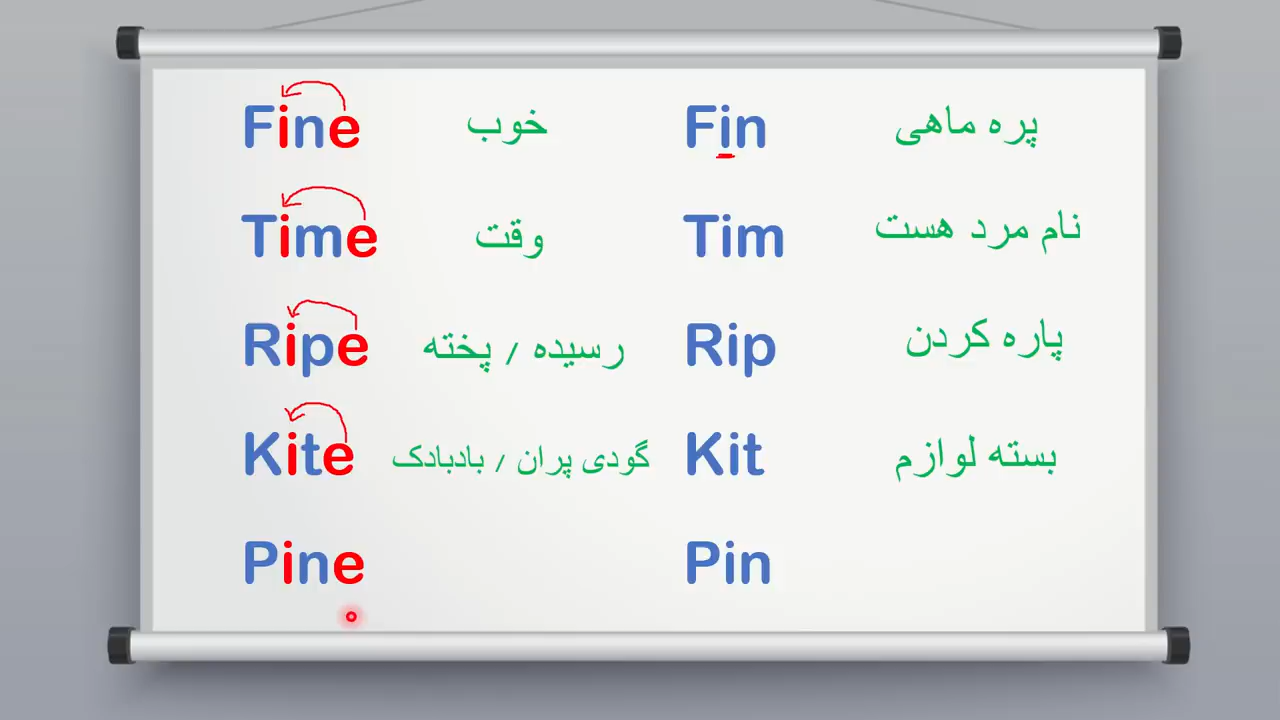 Fine خوب Fin پره ماهی
Time وقت Tim نام مرد هست
Ripe رسیده / پخته Rip پاره کردن
Kite گودی پران / بادبادک Kit بسته لوازم
Pine Pin